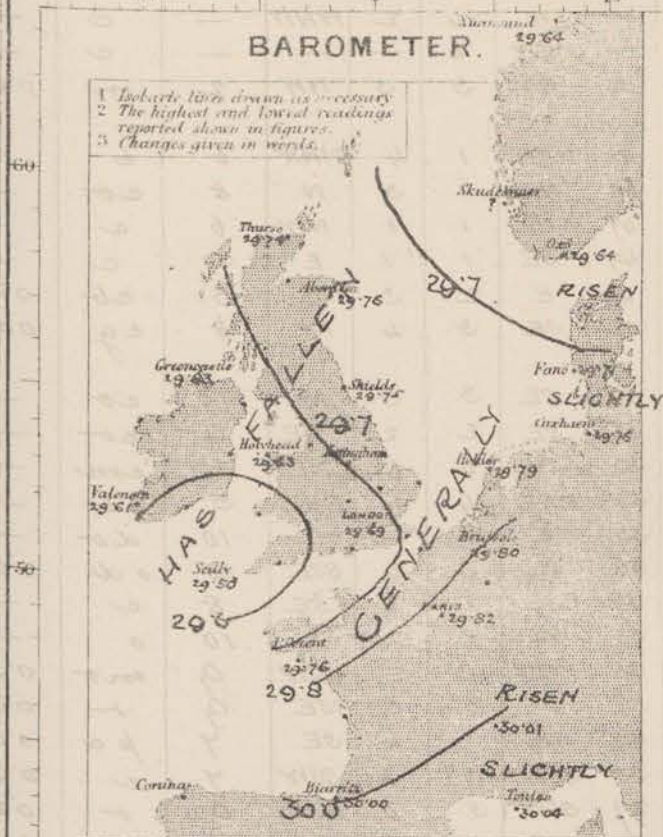 BAROMETER.
1 Isobaric lines drawn as necessary
2 The highest and lowest readings
reported shown in figures.
3 Changes given in words.
29.64
60
Skudesnaes
Thurso
29.74
Oxö
29.64
29.7
RISEN
Aberdeen
29.76
Greencastle
29.63
Fanö
Shields
29.75
SLIGHTLY
Cuxhaven
29.76
FALLEN
29.7
Holyhead
29.63
Nottingham
Helder
29.79
Valencia
29.61
LONDON
29.69
Brussels
29.80
HAS
GENERALLY
50
Scilly
29.58
29.6
Paris
29.82
L'Orient
29.76
29.8
RISEN
30.01
SLIGHTLY
Biarritz
30.0
30.00
Toulon
30.04